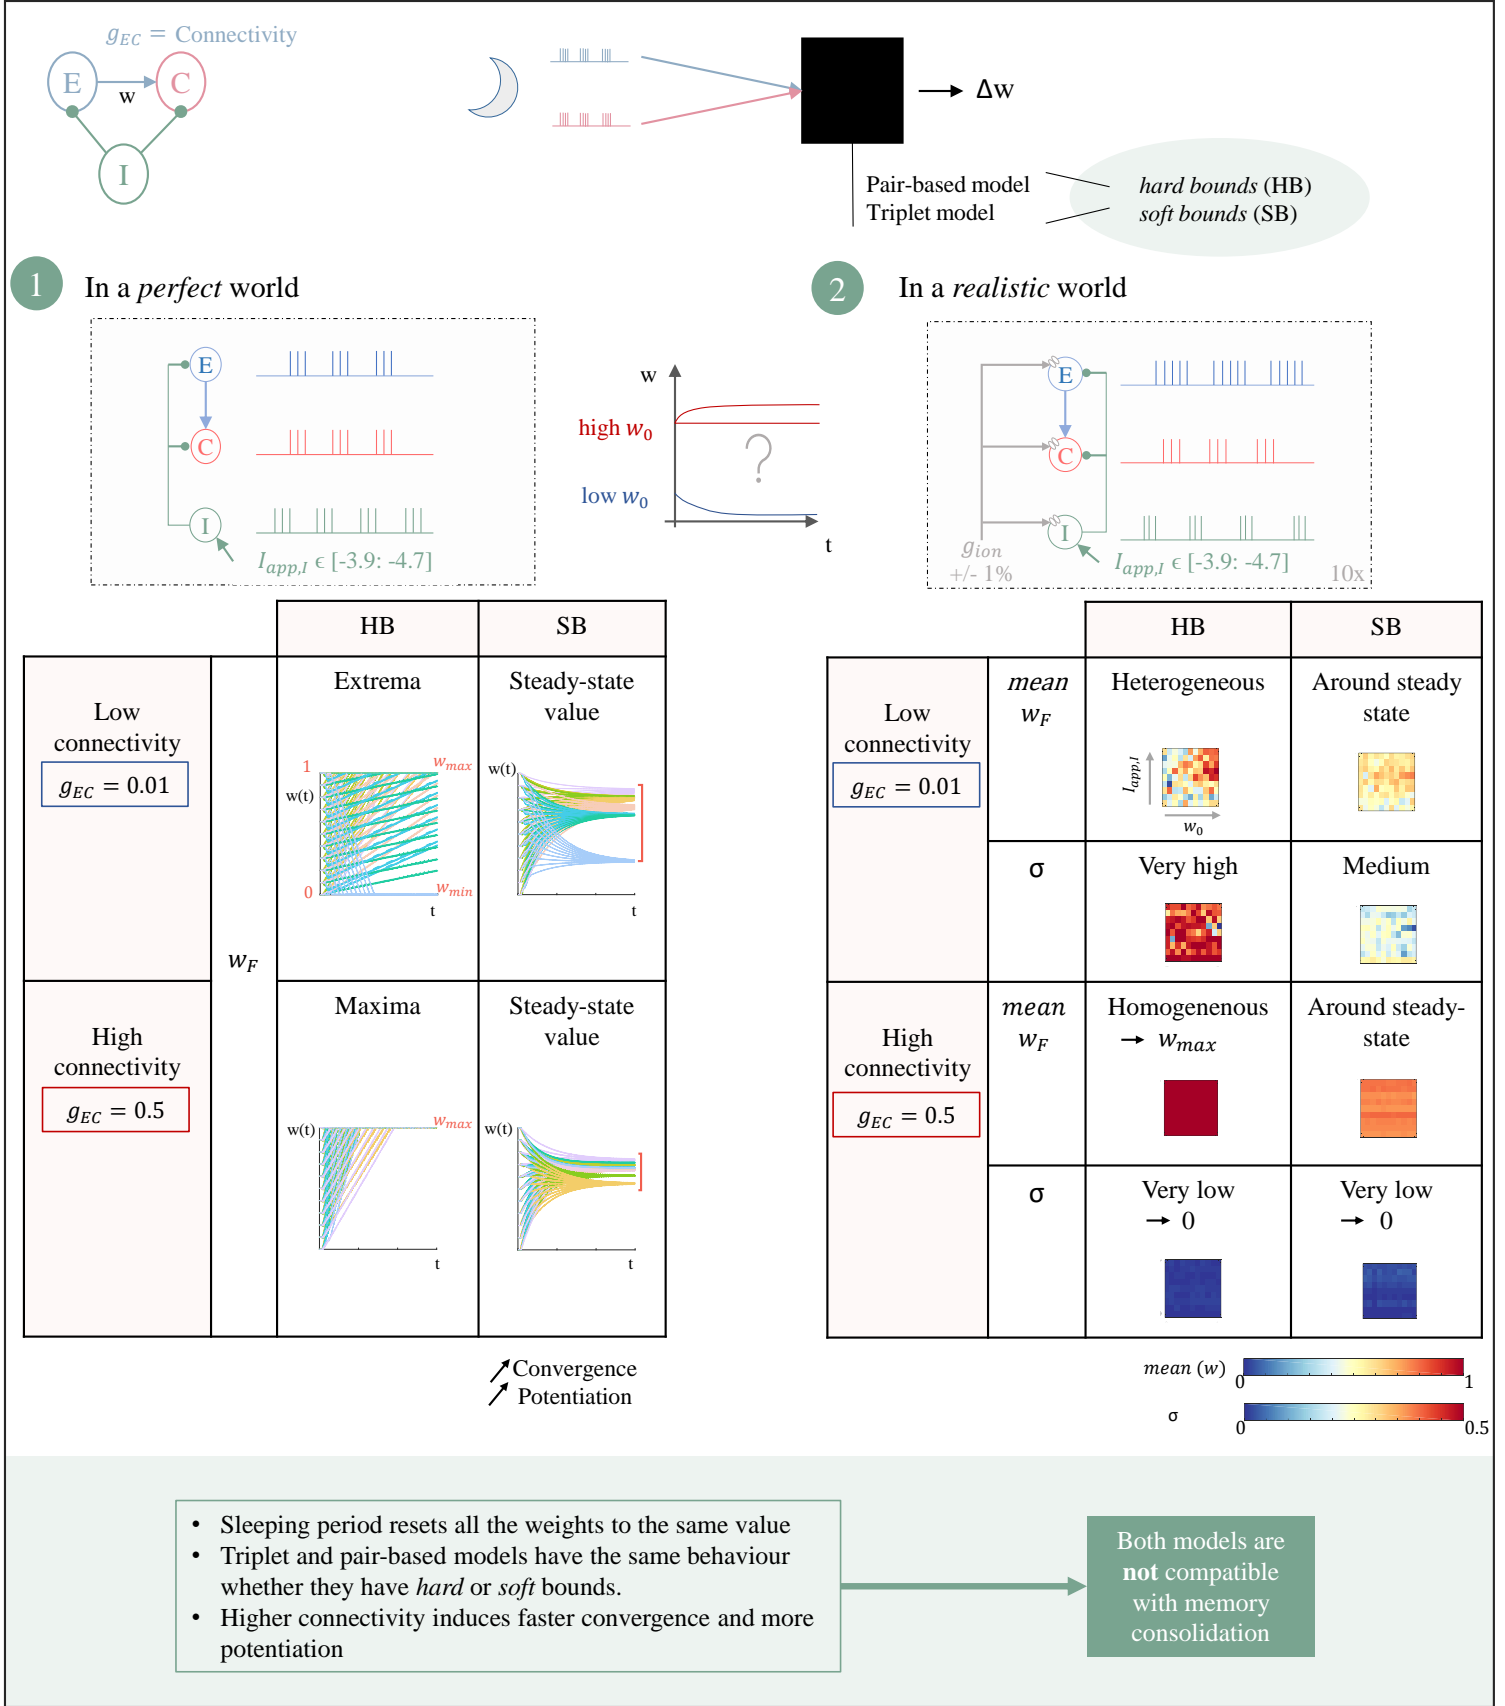 g_EC = Connectivity
E
C
w
I
Δw
Pair-based model
Triplet model
hard bounds (HB)
soft bounds (SB)
1
In a perfect world
2
In a realistic world
E
C
I
I_app,I ϵ [-3.9: -4.7]
w
high w_0
?
low w_0
t
E
C
I
g_ion
+/- 1%
I_app,I ϵ [-3.9: -4.7]
10x
HB
SB
Low
connectivity
g_EC = 0.01
w_F
Extrema
1
w_max
w(t)
0
w_min
t
Steady-state
value
w(t)
t
High
connectivity
g_EC = 0.5
Maxima
w(t)
w_max
t
Steady-state
value
w(t)
t
Convergence
Potentiation
HB
SB
Low
connectivity
g_EC = 0.01
mean
w_F
Heterogeneous
I_app,I
w_0
Around steady
state
σ
Very high
Medium
High
connectivity
g_EC = 0.5
mean
w_F
Homogenenous
→ w_max
Around steady-
state
σ
Very low
→ 0
Very low
→ 0
mean (w)
0
1
σ
0
0.5
• Sleeping period resets all the weights to the same value
• Triplet and pair-based models have the same behaviour
whether they have hard or soft bounds.
• Higher connectivity induces faster convergence and more
potentiation
Both models are
not compatible
with memory
consolidation